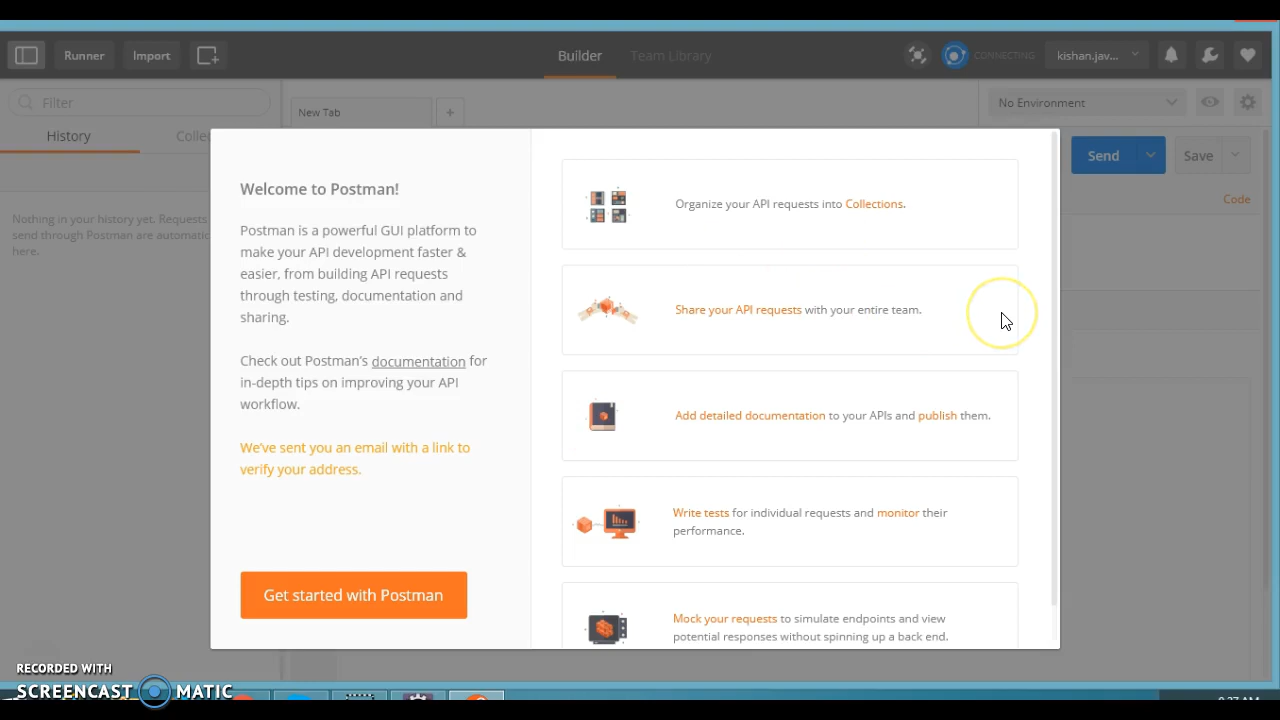 Runner
Import
Builder
Team Library
CONNECTING
kishan.jav...
Filter
New Tab
+
No Environment
History
Send
Save
Nothing in your history yet. Requests
send through Postman are automatic
here.
Code
Welcome to Postman!
Postman is a powerful GUI platform to
make your API development faster &
easier, from building API requests
through testing, documentation and
sharing.
Check out Postman's documentation for
in-depth tips on improving your API
workflow.
We've sent you an email with a link to
verify your address.
Get started with Postman
Organize your API requests into Collections.
Share your API requests with your entire team.
Add detailed documentation to your APIs and publish them.
Write tests for individual requests and monitor their
performance.
Mock your requests to simulate endpoints and view
potential responses without spinning up a back end.
RECORDED WITH
SCREENCAST MATIC